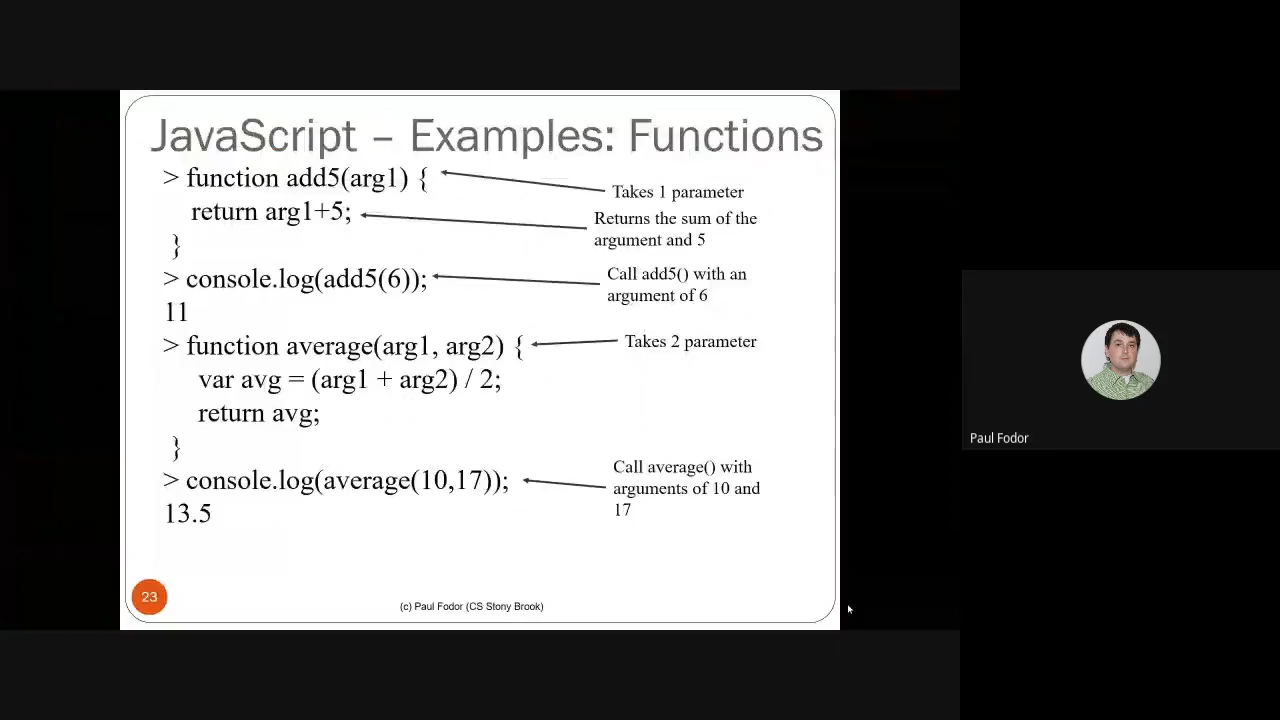 JavaScript – Examples: Functions
> function add5(arg1) {
Takes 1 parameter
return arg1+5;
Returns the sum of the
argument and 5
}
> console.log(add5(6));
Call add5() with an
argument of 6
11
> function average(arg1, arg2) {
Takes 2 parameter
var avg = (arg1 + arg2) / 2;
return avg;
}
> console.log(average(10,17));
Call average() with
arguments of 10 and
17
13.5
23
(c) Paul Fodor (CS Stony Brook)
Paul Fodor